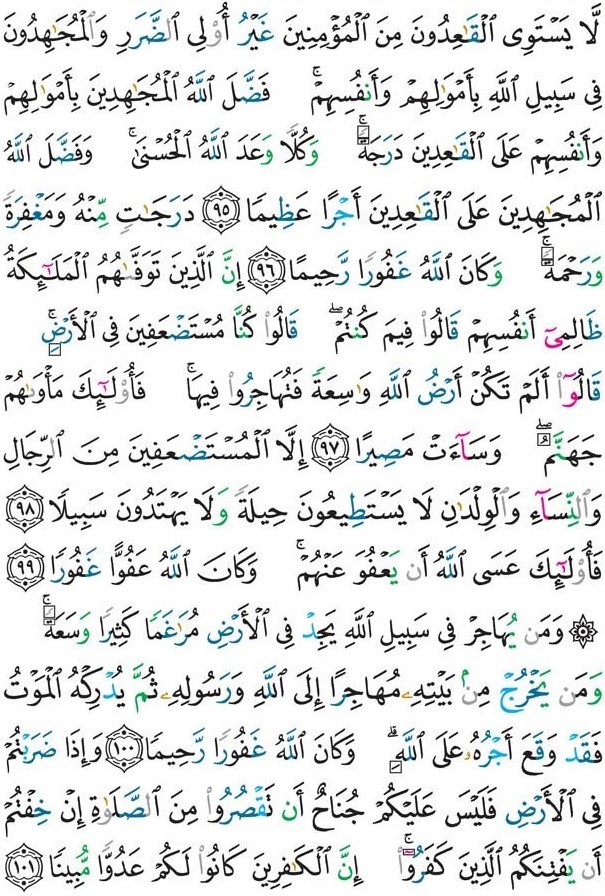 لَّا يَسْتَوِى ٱلْقَـٰعِدُونَ مِنَ ٱلْمُؤْمِنِينَ غَيْرُ أُو۟لِى ٱلضَّرَرِ وَٱلْمُجَـٰهِدُونَ
فِى سَبِيلِ ٱللَّهِ بِأَمْوَٰلِهِمْ وَأَنفُسِهِمْ ۚ فَضَّلَ ٱللَّهُ ٱلْمُجَـٰهِدِينَ بِأَمْوَٰلِهِمْ
وَأَنفُسِهِمْ عَلَى ٱلْقَـٰعِدِينَ دَرَجَةً ۚ وَكُلًّا وَعَدَ ٱللَّهُ ٱلْحُسْنَىٰ ۚ وَفَضَّلَ ٱللَّهُ
ٱلْمُجَـٰهِدِينَ عَلَى ٱلْقَـٰعِدِينَ أَجْرًا عَظِيمًا ٩٥ دَرَجَـٰتٍ مِّنْهُ وَمَغْفِرَةً
وَرَحْمَةً ۚ وَكَانَ ٱللَّهُ غَفُورًا رَّحِيمًا ٩٦ إِنَّ ٱلَّذِينَ تَوَفَّىٰهُمُ ٱلْمَلَـٰٓئِكَةُ
ظَالِمِىٓ أَنفُسِهِمْ قَالُوا۟ فِيمَ كُنتُمْ ۖ قَالُوا۟ كُنَّا مُسْتَضْعَفِينَ فِى ٱلْأَرْضِ ۚ
قَالُوٓا۟ أَلَمْ تَكُنْ أَرْضُ ٱللَّهِ وَٰسِعَةً فَتُهَاجِرُوا۟ فِيهَا ۚ فَأُو۟لَـٰٓئِكَ مَأْوَىٰهُمْ
جَهَنَّمُ ۖ وَسَآءَتْ مَصِيرًا ٩٧ إِلَّا ٱلْمُسْتَضْعَفِينَ مِنَ ٱلرِّجَالِ
وَٱلنِّسَآءِ وَٱلْوِلْدَٰنِ لَا يَسْتَطِيعُونَ حِيلَةً وَلَا يَهْتَدُونَ سَبِيلًا ٩٨
فَأُو۟لَـٰٓئِكَ عَسَى ٱللَّهُ أَن يَعْفُوَ عَنْهُمْ ۚ وَكَانَ ٱللَّهُ عَفُوًّا غَفُورًا ٩٩
۞ وَمَن يُهَاجِرْ فِى سَبِيلِ ٱللَّهِ يَجِدْ فِى ٱلْأَرْضِ مُرَٰغَمًا كَثِيرًا وَسَعَةً ۚ
وَمَن يَخْرُجْ مِنۢ بَيْتِهِۦ مُهَاجِرًا إِلَى ٱللَّهِ وَرَسُولِهِۦ ثُمَّ يُدْرِكْهُ ٱلْمَوْتُ
فَقَدْ وَقَعَ أَجْرُهُۥ عَلَى ٱللَّهِ ۗ وَكَانَ ٱللَّهُ غَفُورًا رَّحِيمًا ١٠٠ وَإِذَا ضَرَبْتُمْ
فِى ٱلْأَرْضِ فَلَيْسَ عَلَيْكُمْ جُنَاحٌ أَن تَقْصُرُوا۟ مِنَ ٱلصَّلَوٰةِ إِنْ خِفْتُمْ
أَن يَفْتِنَكُمُ ٱلَّذِينَ كَفَرُوٓا۟ ۚ إِنَّ ٱلْكَـٰفِرِينَ كَانُوا۟ لَكُمْ عَدُوًّا مُّبِينًا ١٠١